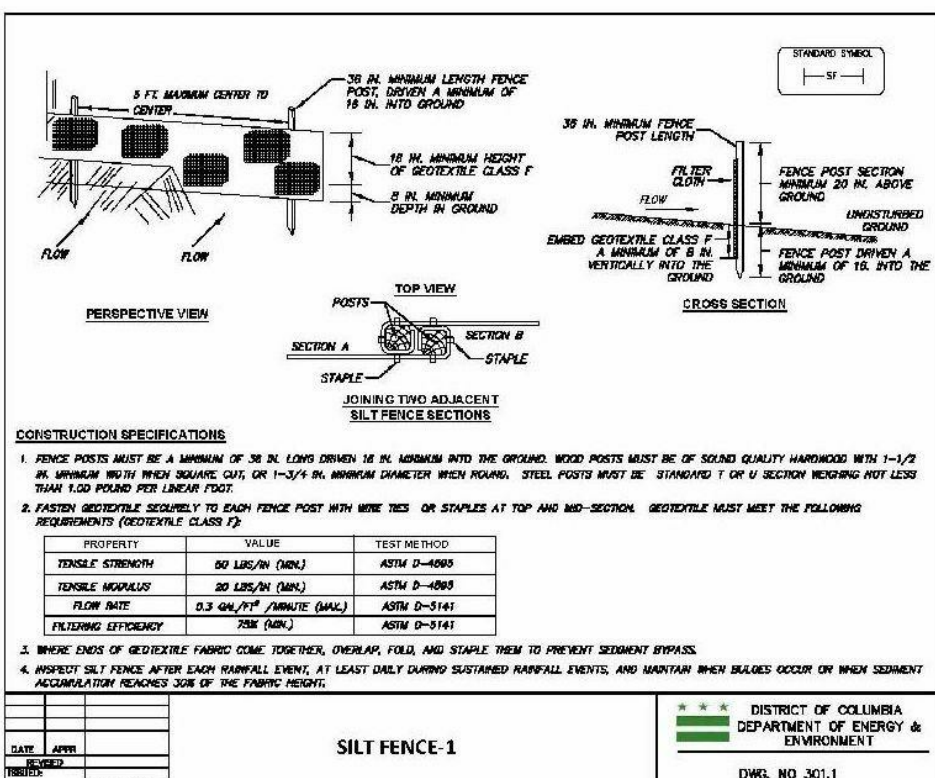 STANDARD SYMBOL
SF
5 FT. MAXIMUM CENTER TO
CENTER
36 IN. MINIMUM LENGTH FENCE
POST, DRIVEN A MINIMUM OF
16 IN. INTO GROUND
16 IN. MINIMUM HEIGHT
OF GEOTEXTILE CLASS F
8 IN. MINIMUM
DEPTH IN GROUND
FLOW
FLOW
PERSPECTIVE VIEW
36 IN. MINIMUM FENCE
POST LENGTH
FILTER
CLOTH
FLOW
FENCE POST SECTION
MINIMUM 20 IN. ABOVE
GROUND
UNDISTURBED
GROUND
EMBED GEOTEXTILE CLASS F
A MINIMUM OF 8 IN.
VERTICALLY INTO THE
GROUND
FENCE POST DRIVEN A
MINIMUM OF 16. INTO THE
GROUND
CROSS SECTION
TOP VIEW
POSTS
SECTION A
SECTION B
STAPLE
STAPLE
JOINING TWO ADJACENT
SILT FENCE SECTIONS
CONSTRUCTION SPECIFICATIONS
1. FENCE POSTS MUST BE A MINIMUM OF 36 IN. LONG DRIVEN 16 IN. MINIMUM INTO THE GROUND. WOOD POSTS MUST BE OF SOUND QUALITY HARDWOOD WITH 1-1/2
IN. MINIMUM WIDTH WHEN SQUARE CUT, OR 1-3/4 IN. MINIMUM DIAMETER WHEN ROUND. STEEL POSTS MUST BE STANDARD T OR U SECTION WEIGHING NOT LESS
THAN 1.00 POUND PER LINEAR FOOT.
2. FASTEN GEOTEXTILE SECURELY TO EACH FENCE POST WITH WIRE TIES OR STAPLES AT TOP AND MID-SECTION. GEOTEXTILE MUST MEET THE FOLLOWING
REQUIREMENTS (GEOTEXTILE CLASS F):
PROPERTY VALUE TEST METHOD
TENSILE STRENGTH 50 LBS/IN (MIN.) ASTM D-4595
TENSILE MODULUS 20 LBS/IN (MIN.) ASTM D-4595
FLOW RATE 0.3 GAL/FT² /MINUTE (MAX.) ASTM D-5141
FILTERING EFFICIENCY 75% (MIN.) ASTM D-5141
3. WHERE ENDS OF GEOTEXTILE FABRIC COME TOGETHER, OVERLAP, FOLD, AND STAPLE THEM TO PREVENT SEDIMENT BYPASS.
4. INSPECT SILT FENCE AFTER EACH RAINFALL EVENT, AT LEAST DAILY DURING SUSTAINED RAINFALL EVENTS, AND MAINTAIN WHEN BULGES OCCUR OR WHEN SEDIMENT
ACCUMULATION REACHES 30% OF THE FABRIC HEIGHT.
DATE APPR
REVISED
ISSUED:
SILT FENCE-1
DISTRICT OF COLUMBIA
DEPARTMENT OF ENERGY &
ENVIRONMENT
DWG. NO 301.1